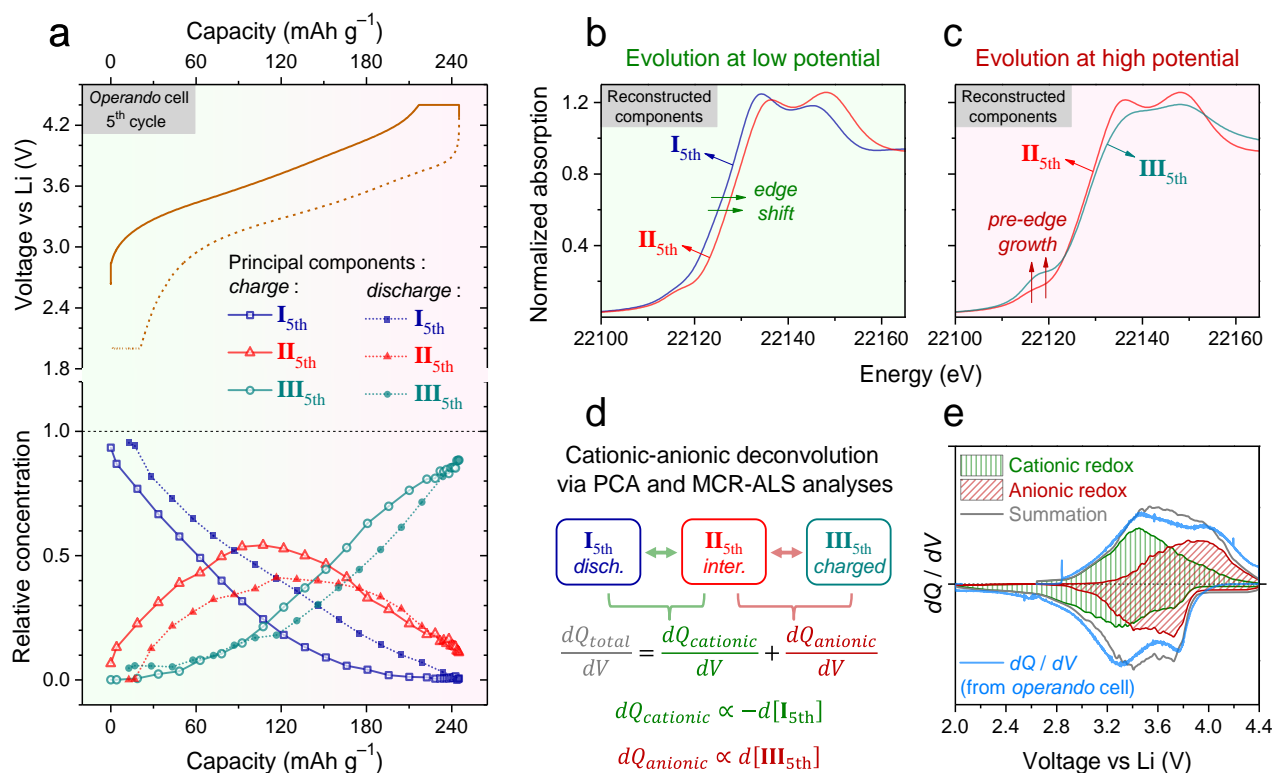 a
Capacity (mAh g⁻¹)
0 60 120 180 240
Operando cell
5th cycle
Voltage vs Li (V)
4.2
3.6
3.0
2.4
1.8
Principal components :
charge : discharge :
I5th I5th
II5th II5th
III5th III5th
Relative concentration
1.0
0.5
0.0
0 60 120 180 240
Capacity (mAh g⁻¹)
b
Evolution at low potential
Reconstructed
components
Normalized absorption
1.2
0.8
0.4
I5th
edge
shift
II5th
22100 22120 22140 22160
c
Evolution at high potential
Reconstructed
components
II5th
III5th
pre-edge
growth
22100 22120 22140 22160
Energy (eV)
d
Cationic-anionic deconvolution
via PCA and MCR-ALS analyses
I5th II5th III5th
disch. inter. charged
dQtotal/dV = dQcationic/dV + dQanionic/dV
dQcationic ∝ −d[I5th]
dQanionic ∝ d[III5th]
e
Cationic redox
Anionic redox
Summation
dQ / dV
dQ / dV
(from operando cell)
2.0 2.8 3.6 4.4
2.0 placeholder